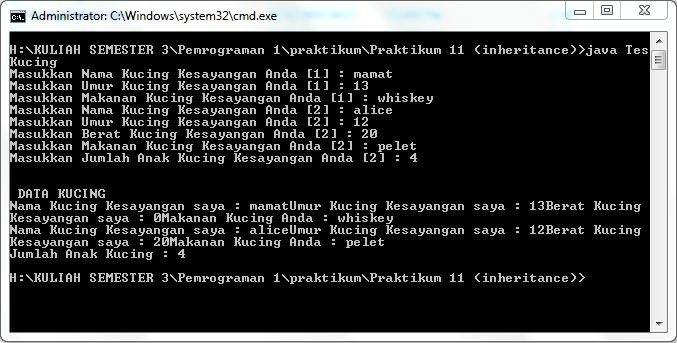 Administrator: C:\Windows\system32\cmd.exe
H:\KULIAH SEMESTER 3\Pemrograman 1\praktikum\Praktikum 11 (inheritance)>java Tes
Kucing
Masukkan Nama Kucing Kesayangan Anda [1] : mamat
Masukkan Umur Kucing Kesayangan Anda [1] : 13
Masukkan Makanan Kucing Kesayangan Anda [1] : whiskey
Masukkan Nama Kucing Kesayangan Anda [2] : alice
Masukkan Umur Kucing Kesayangan Anda [2] : 12
Masukkan Berat Kucing Kesayangan Anda [2] : 20
Masukkan Makanan Kucing Kesayangan Anda [2] : pelet
Masukkan Jumlah Anak Kucing Kesayangan Anda [2] : 4
DATA KUCING
Nama Kucing Kesayangan saya : mamatUmur Kucing Kesayangan saya : 13Berat Kucing
Kesayangan saya : 0Makanan Kucing Anda : whiskey
Nama Kucing Kesayangan saya : aliceUmur Kucing Kesayangan saya : 12Berat Kucing
Kesayangan saya : 20Makanan Kucing Anda : pelet
Jumlah Anak Kucing : 4
H:\KULIAH SEMESTER 3\Pemrograman 1\praktikum\Praktikum 11 (inheritance)>